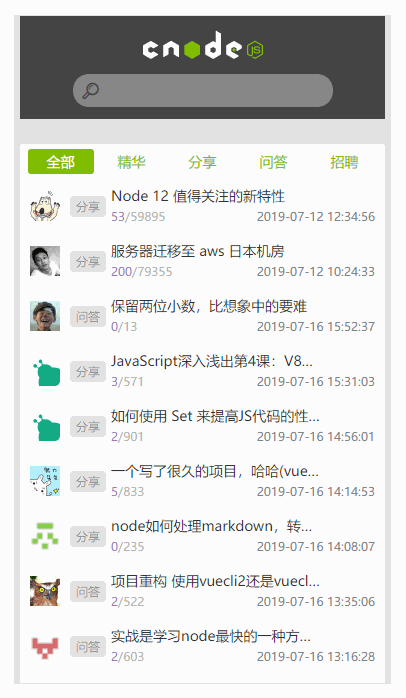 cnode JS
全部 精华 分享 问答 招聘
分享 Node 12 值得关注的新特性
53/59895 2019-07-12 12:34:56
分享 服务器迁移至 aws 日本机房
200/79355 2019-07-12 10:24:33
问答 保留两位小数，比想象中的要难
0/13 2019-07-16 15:52:37
分享 JavaScript深入浅出第4课：V8...
3/571 2019-07-16 15:31:03
分享 如何使用 Set 来提高JS代码的性...
2/901 2019-07-16 14:56:01
分享 一个写了很久的项目，哈哈(vue...
5/833 2019-07-16 14:14:53
分享 node如何处理markdown，转...
0/235 2019-07-16 14:08:07
问答 项目重构 使用vuecli2还是vuecl...
2/522 2019-07-16 13:35:06
问答 实战是学习node最快的一种方...
2/603 2019-07-16 13:16:28